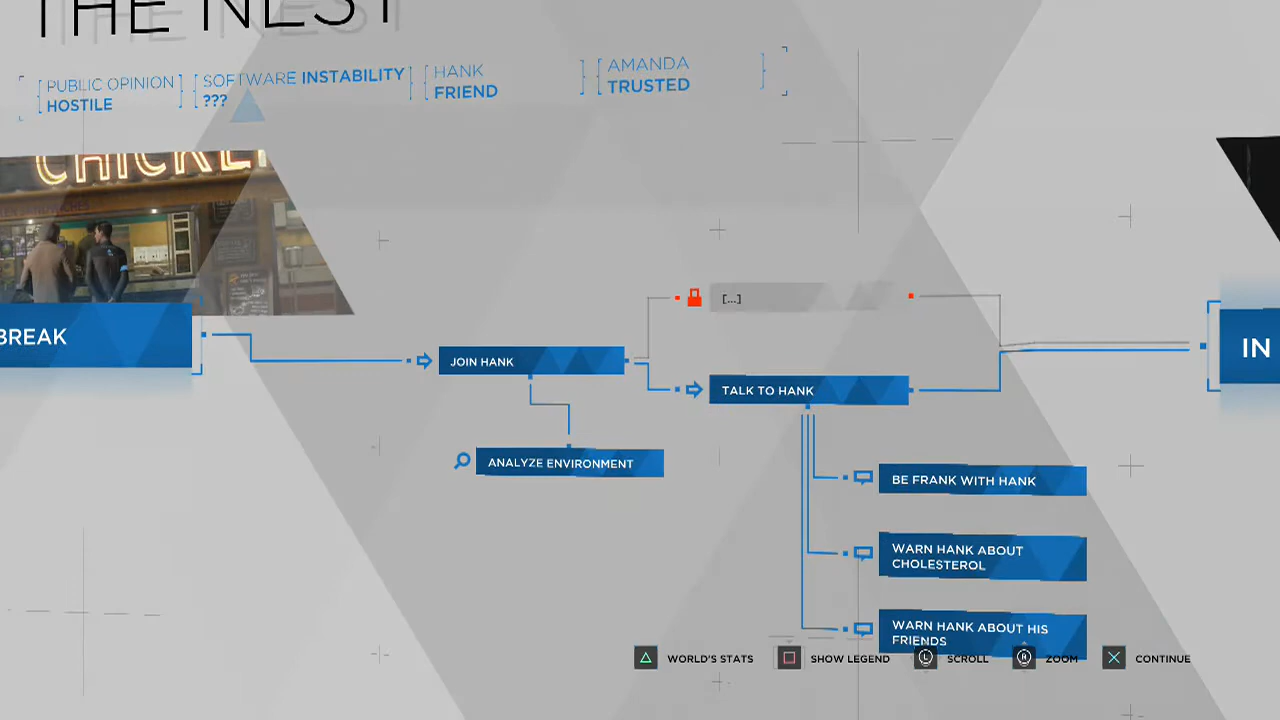 THE NEST
PUBLIC OPINION
HOSTILE
SOFTWARE INSTABILITY
???
HANK
FRIEND
AMANDA
TRUSTED
CHICKEN
BREAK
JOIN HANK
[...]
TALK TO HANK
IN
ANALYZE ENVIRONMENT
BE FRANK WITH HANK
WARN HANK ABOUT
CHOLESTEROL
WARN HANK ABOUT HIS
FRIENDS
WORLD'S STATS
SHOW LEGEND
L
SCROLL
R
ZOOM
CONTINUE